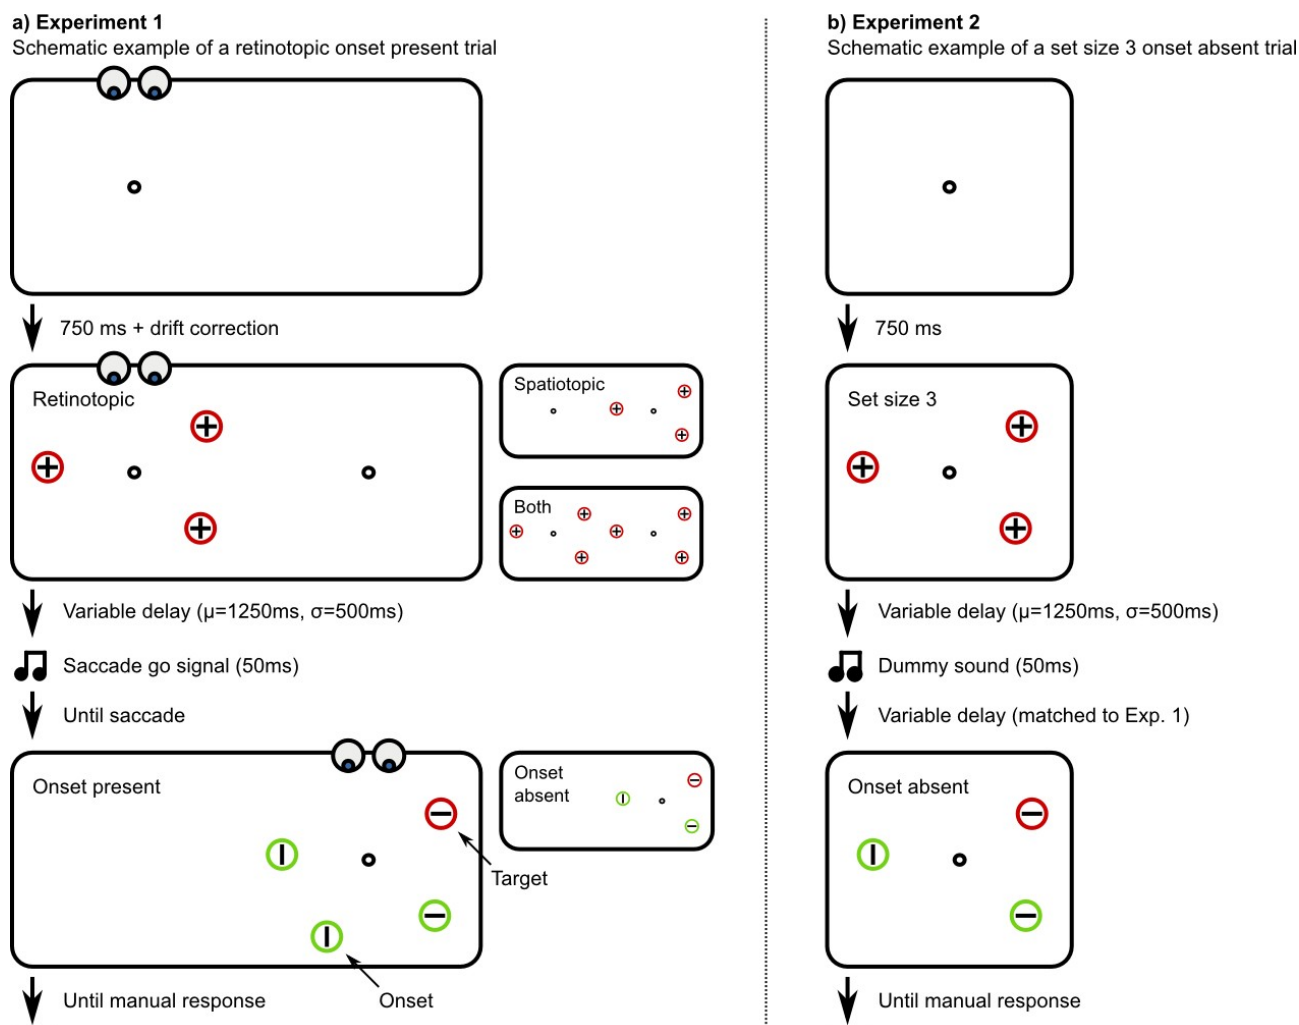 a) Experiment 1
Schematic example of a retinotopic onset present trial
750 ms + drift correction
Retinotopic
Spatiotopic
Both
Variable delay (μ=1250ms, σ=500ms)
Saccade go signal (50ms)
Until saccade
Onset present
Onset
absent
Target
Onset
Until manual response
b) Experiment 2
Schematic example of a set size 3 onset absent trial
750 ms
Set size 3
Variable delay (μ=1250ms, σ=500ms)
Dummy sound (50ms)
Variable delay (matched to Exp. 1)
Onset absent
Until manual response